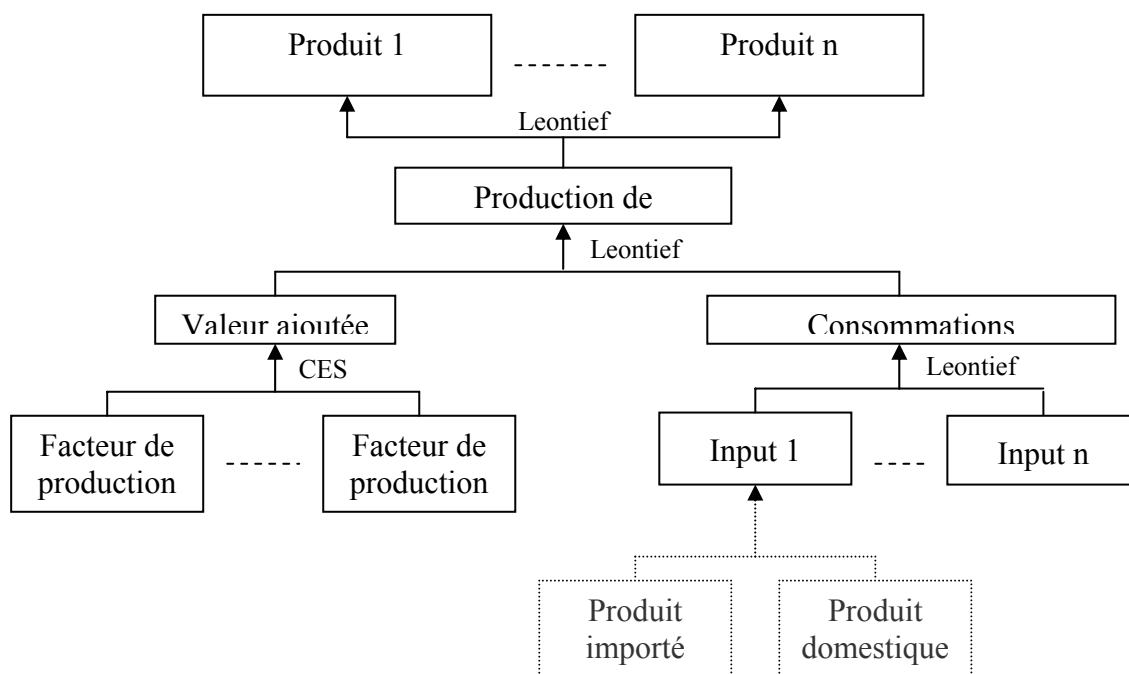 Produit 1
Produit n
Leontief
Production de
Leontief
Valeur ajoutée
Consommations
CES
Leontief
Facteur de
production
Facteur de
production
Input 1
Input n
Produit
importé
Produit
domestique